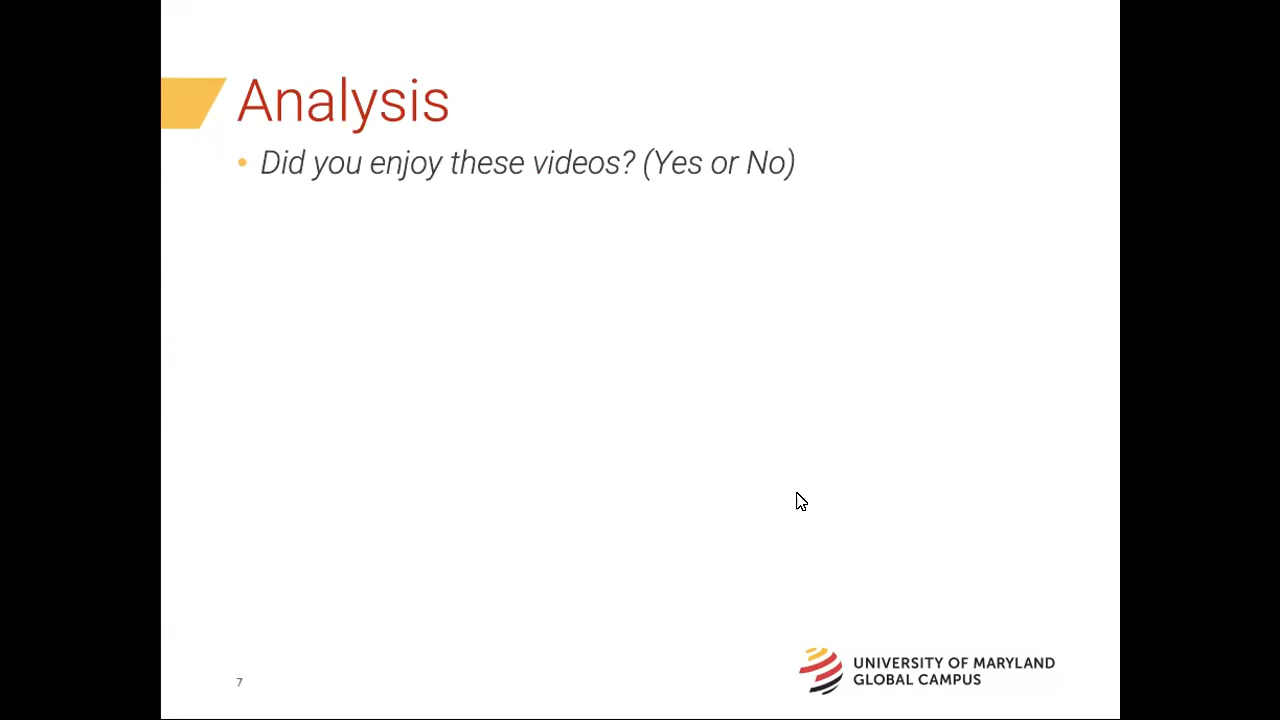 Analysis
• Did you enjoy these videos? (Yes or No)
7
UNIVERSITY OF MARYLAND
GLOBAL CAMPUS